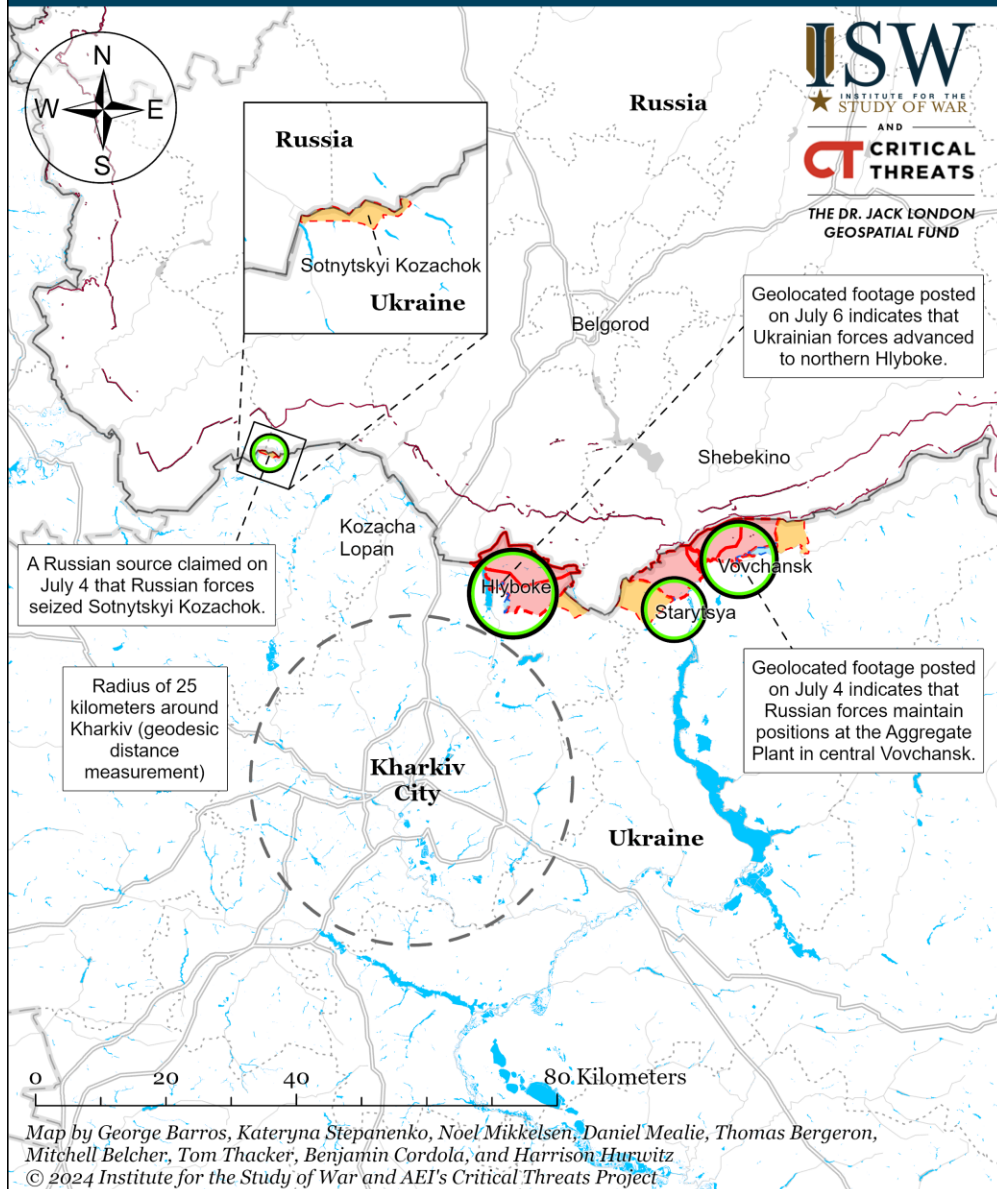 N
W
E
S
Russia
Sotnytskyi Kozachok
Ukraine
Russia
ISW
INSTITUTE FOR THE
STUDY OF WAR
AND
CT CRITICAL
THREATS
THE DR. JACK LONDON
GEOSPATIAL FUND
Belgorod
Geolocated footage posted
on July 6 indicates that
Ukrainian forces advanced
to northern Hlyboke.
Shebekino
Kozacha
Lopan
A Russian source claimed on
July 4 that Russian forces
seized Sotnytskyi Kozachok.
Hlyboke
Vovchansk
Starytsya
Radius of 25
kilometers around
Kharkiv (geodesic
distance
measurement)
Geolocated footage posted
on July 4 indicates that
Russian forces maintain
positions at the Aggregate
Plant in central Vovchansk.
Kharkiv
City
Ukraine
0 20 40 80 Kilometers
Map by George Barros, Kateryna Stepanenko, Noel Mikkelsen, Daniel Mealie, Thomas Bergeron,
Mitchell Belcher, Tom Thacker, Benjamin Cordola, and Harrison Hurwitz
© 2024 Institute for the Study of War and AEI's Critical Threats Project